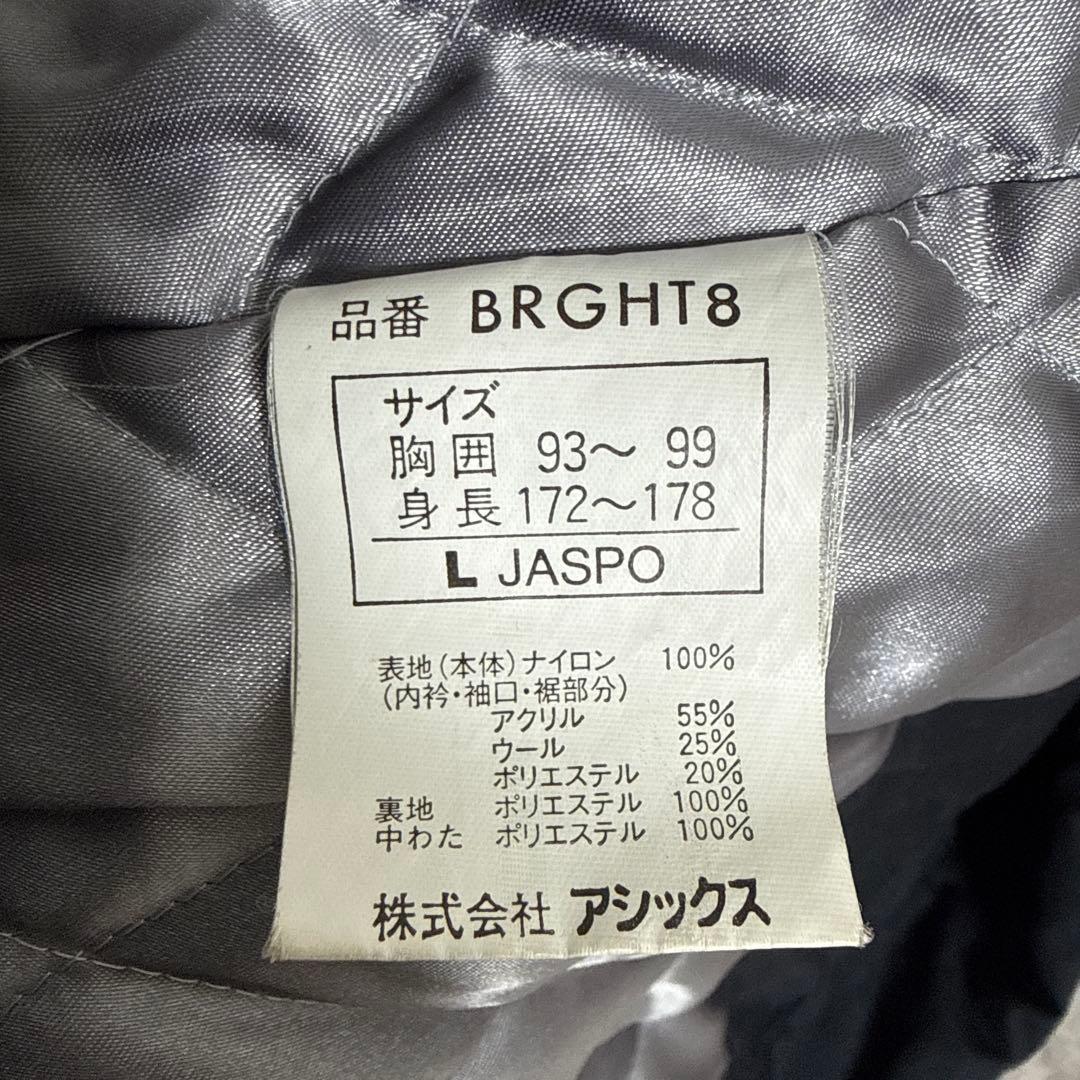 品番 BRGHT8
サイズ
胸囲 93～ 99
身長 172～178
L JASPO
表地(本体)ナイロン 100%
(内衿・袖口・裾部分)
アクリル 55%
ウール 25%
ポリエステル 20%
裏地 ポリエステル 100%
中わた ポリエステル 100%
株式会社 アシックス